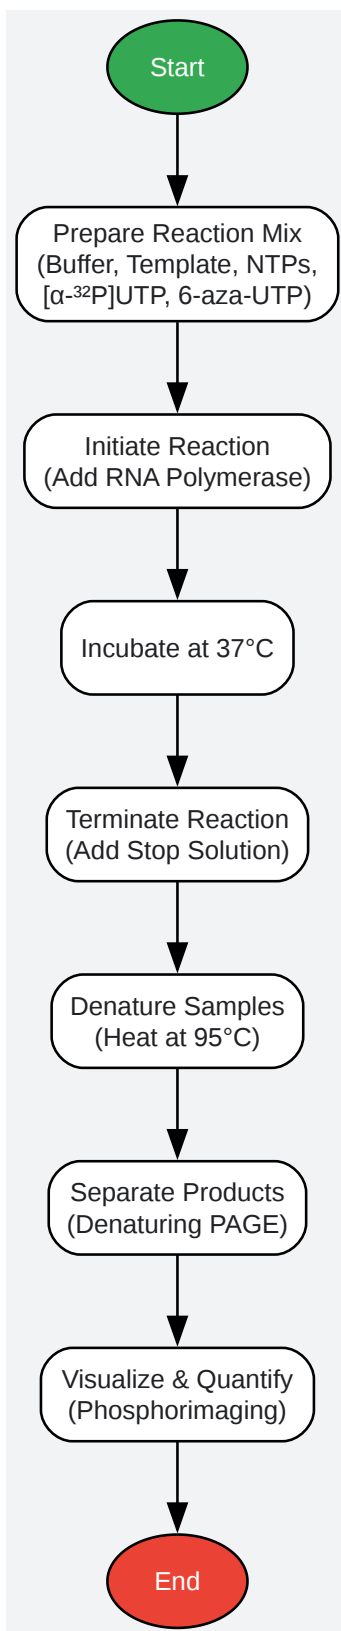 Start
Prepare Reaction Mix
(Buffer, Template, NTPs,
[α-³²P]UTP, 6-aza-UTP)
Initiate Reaction
(Add RNA Polymerase)
Incubate at 37°C
Terminate Reaction
(Add Stop Solution)
Denature Samples
(Heat at 95°C)
Separate Products
(Denaturing PAGE)
Visualize & Quantify
(Phosphorimaging)
End